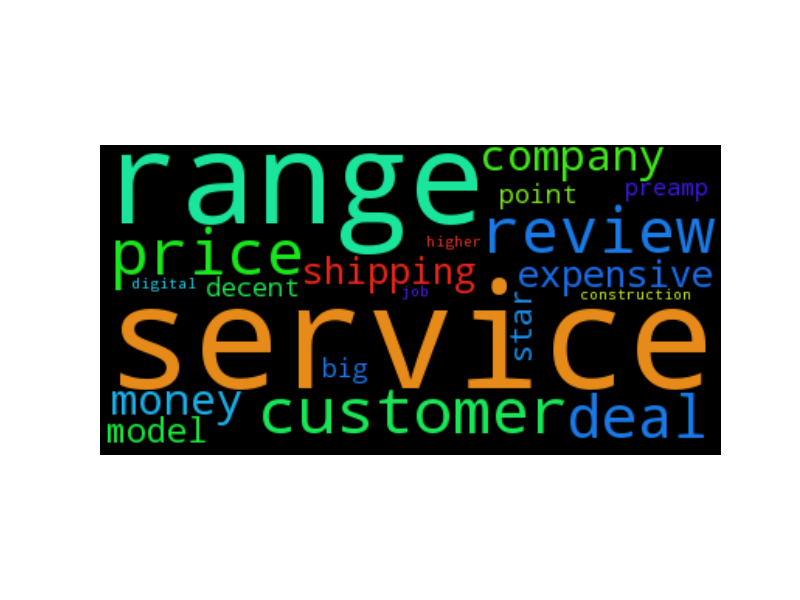 range
company
point
preamp
review
price
higher
shipping
expensive
digital
decent
job
construction
star
service
big
money
customer
deal
model